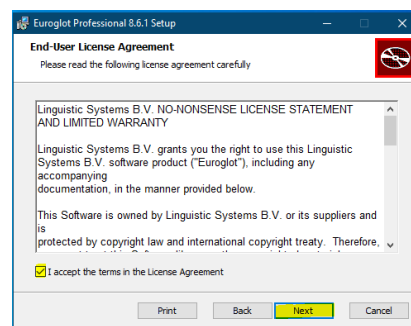 Euroglot Professional 8.6.1 Setup
End-User License Agreement
Please read the following license agreement carefully
Linguistic Systems B.V. NO-NONSENSE LICENSE STATEMENT
AND LIMITED WARRANTY
Linguistic Systems B.V. grants you the right to use this Linguistic
Systems B.V. software product ("Euroglot"), including any
accompanying
documentation, in the manner provided below.
This Software is owned by Linguistic Systems B.V. or its suppliers and
is
protected by copyright law and international copyright treaty. Therefore,
I accept the terms in the License Agreement
Print
Back
Next
Cancel